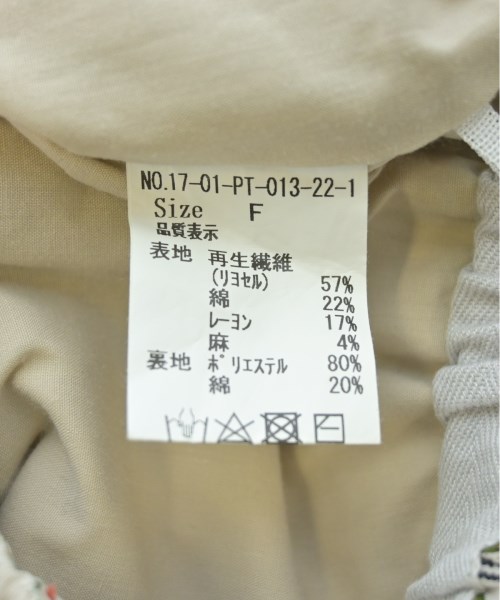 NO.17-01-PT-013-22-1
Size F
品質表示
表地 再生繊維
(リヨセル) 57%
綿 22%
レーヨン 17%
麻 4%
裏地 ポリエステル 80%
綿 20%